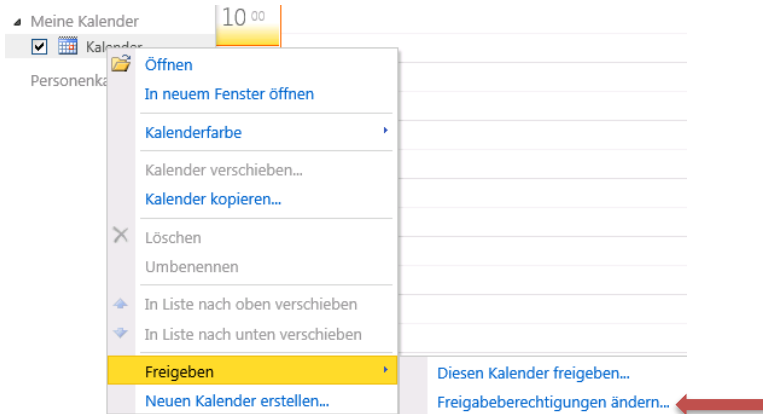 Meine Kalender
10 00
Kalender
Personenka
Öffnen
In neuem Fenster öffnen
Kalenderfarbe
Kalender verschieben...
Kalender kopieren...
Löschen
Umbenennen
In Liste nach oben verschieben
In Liste nach unten verschieben
Freigeben
Diesen Kalender freigeben...
Neuen Kalender erstellen...
Freigabeberechtigungen ändern...